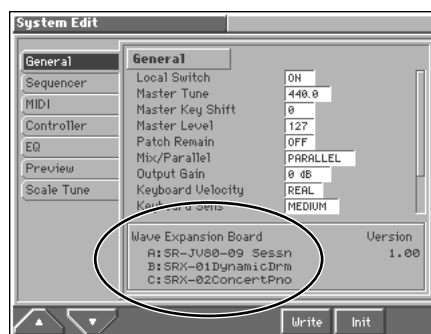 System Edit
General
Sequencer
MIDI
Controller
EQ
Preview
Scale Tune
General
Local Switch ON
Master Tune 440.0
Master Key Shift 0
Master Level 127
Patch Remain OFF
Mix/Parallel PARALLEL
Output Gain 0 dB
Keyboard Velocity REAL
Keyboard Sens MEDIUM
Wave Expansion Board Version
A:SR-JV80-09 Sessn 1.00
B:SRX-01DynamicDrm
C:SRX-02ConcertPno
Write Init